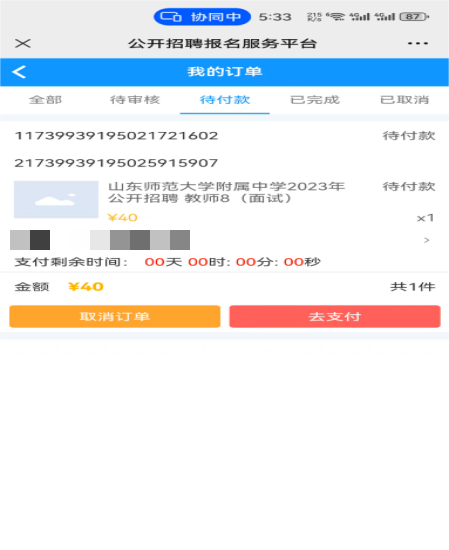 协同中 5:33 87
公开招聘报名服务平台
我的订单
全部 待审核 待付款 已完成 已取消
11739939195021721602 待付款
21739939195025915907
山东师范大学附属中学2023年 待付款
公开招聘 教师8（面试）
¥40 x1
支付剩余时间： 00天 00时: 00分: 00秒
金额 ¥40 共1件
取消订单 去支付